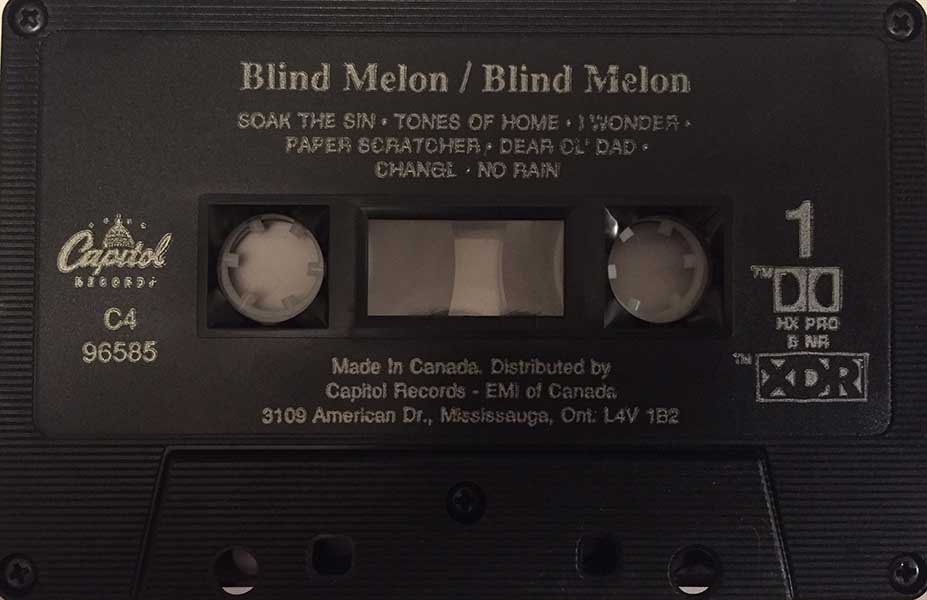 Blind Melon / Blind Melon
SOAK THE SIN • TONES OF HOME • I WONDER •
PAPER SCRATCHER • DEAR OL' DAD •
CHANGE • NO RAIN
Capitol
RECORDS
C4
96585
1
TM
HX PRO
B NR
TM XDR
Made In Canada. Distributed by
Capitol Records - EMI of Canada
3109 American Dr., Mississauga, Ont. L4V 1B2